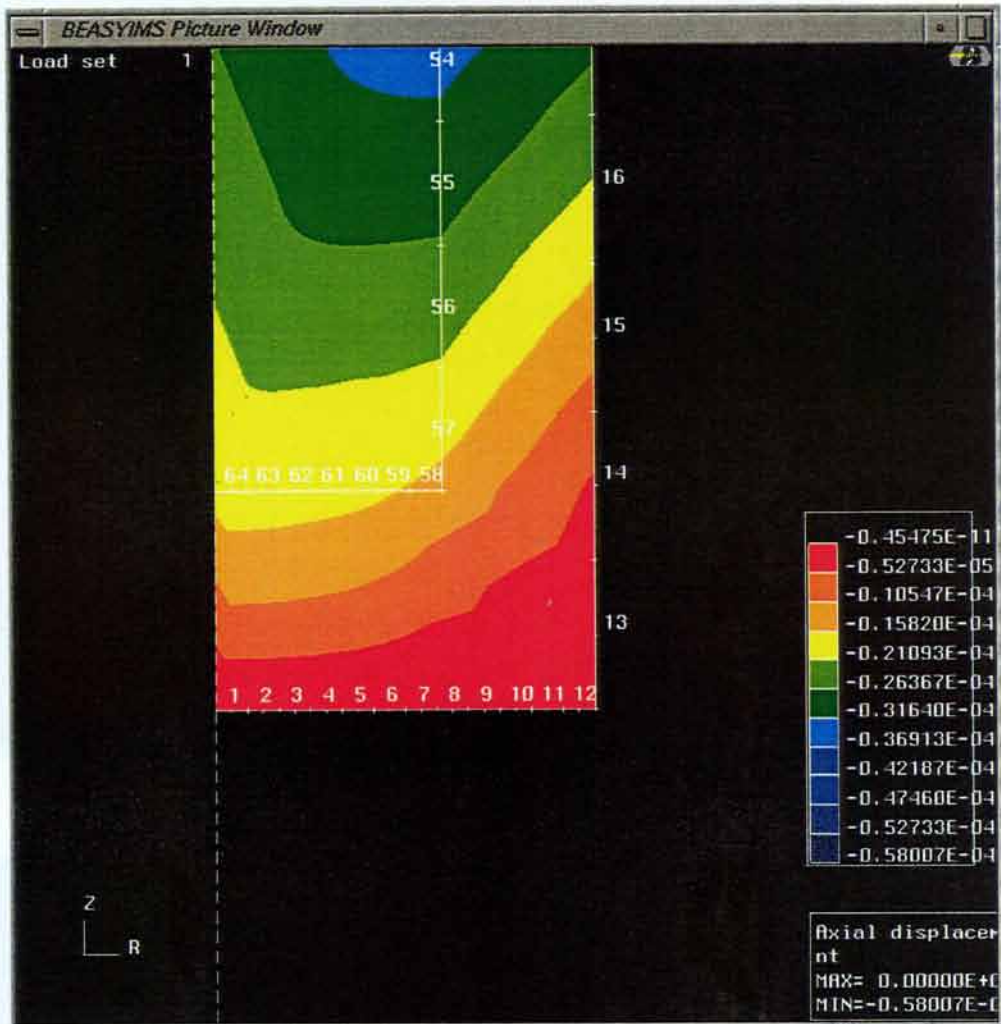 BEASY/IMS Picture Window
Load set 1
54
55
16
56
15
57
64 63 62 61 60 59 58
14
13
1 2 3 4 5 6 7 8 9 10 11 12
-0.45475E-11
-0.52733E-05
-0.10547E-04
-0.15820E-04
-0.21093E-04
-0.26367E-04
-0.31640E-04
-0.36913E-04
-0.42187E-04
-0.47460E-04
-0.52733E-04
-0.58007E-04
Z
R
Axial displacem
nt
MAX= 0.00000E+0
MIN=-0.58007E-0